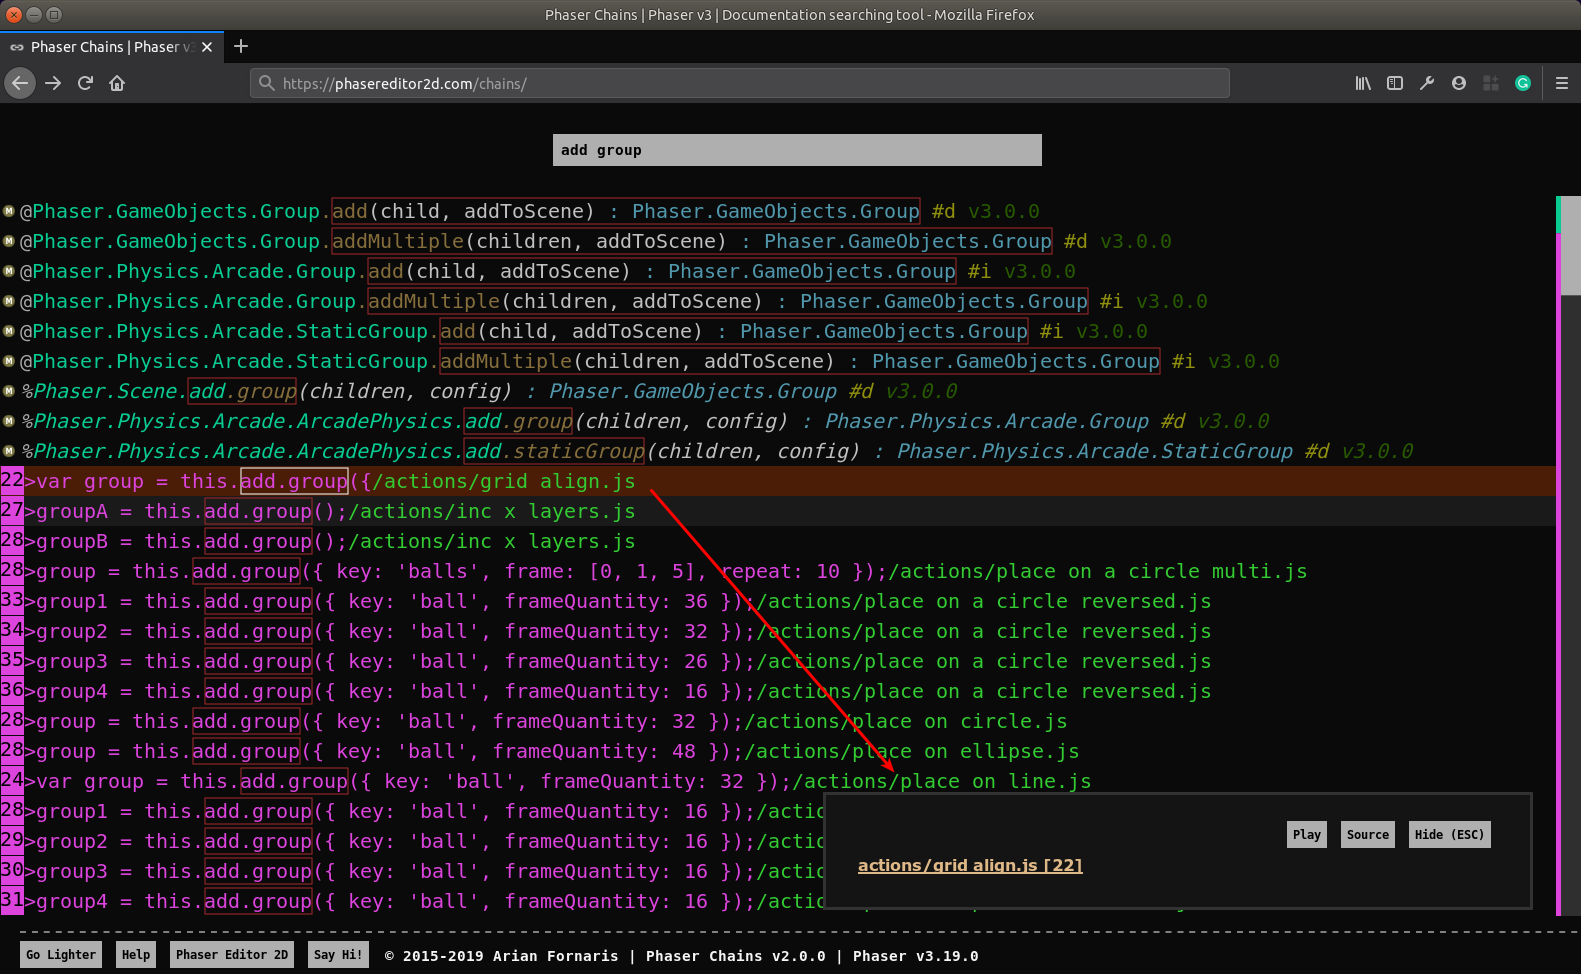 Phaser Chains | Phaser v3 | Documentation searching tool - Mozilla Firefox
Phaser Chains | Phaser v3
https://phasereditor2d.com/chains/
add group
M @Phaser.GameObjects.Group.add(child, addToScene) : Phaser.GameObjects.Group #d v3.0.0
M @Phaser.GameObjects.Group.addMultiple(children, addToScene) : Phaser.GameObjects.Group #d v3.0.0
M @Phaser.Physics.Arcade.Group.add(child, addToScene) : Phaser.GameObjects.Group #i v3.0.0
M @Phaser.Physics.Arcade.Group.addMultiple(children, addToScene) : Phaser.GameObjects.Group #i v3.0.0
M @Phaser.Physics.Arcade.StaticGroup.add(child, addToScene) : Phaser.GameObjects.Group #i v3.0.0
M @Phaser.Physics.Arcade.StaticGroup.addMultiple(children, addToScene) : Phaser.GameObjects.Group #i v3.0.0
M %Phaser.Scene.add.group(children, config) : Phaser.GameObjects.Group #d v3.0.0
M %Phaser.Physics.Arcade.ArcadePhysics.add.group(children, config) : Phaser.Physics.Arcade.Group #d v3.0.0
M %Phaser.Physics.Arcade.ArcadePhysics.add.staticGroup(children, config) : Phaser.Physics.Arcade.StaticGroup #d v3.0.0
22>var group = this.add.group({/actions/grid align.js
27>groupA = this.add.group();/actions/inc x layers.js
28>groupB = this.add.group();/actions/inc x layers.js
28>group = this.add.group({ key: 'balls', frame: [0, 1, 5], repeat: 10 });/actions/place on a circle multi.js
33>group1 = this.add.group({ key: 'ball', frameQuantity: 36 });/actions/place on a circle reversed.js
34>group2 = this.add.group({ key: 'ball', frameQuantity: 32 });/actions/place on a circle reversed.js
35>group3 = this.add.group({ key: 'ball', frameQuantity: 26 });/actions/place on a circle reversed.js
36>group4 = this.add.group({ key: 'ball', frameQuantity: 16 });/actions/place on a circle reversed.js
28>group = this.add.group({ key: 'ball', frameQuantity: 32 });/actions/place on circle.js
28>group = this.add.group({ key: 'ball', frameQuantity: 48 });/actions/place on ellipse.js
24>var group = this.add.group({ key: 'ball', frameQuantity: 32 });/actions/place on line.js
28>group1 = this.add.group({ key: 'ball', frameQuantity: 16 });/actio
29>group2 = this.add.group({ key: 'ball', frameQuantity: 16 });/actio
30>group3 = this.add.group({ key: 'ball', frameQuantity: 16 });/actio
31>group4 = this.add.group({ key: 'ball', frameQuantity: 16 });/actio
Play Source Hide (ESC)
actions/grid align.js [22]
Go Lighter Help Phaser Editor 2D Say Hi! © 2015-2019 Arian Fornaris | Phaser Chains v2.0.0 | Phaser v3.19.0